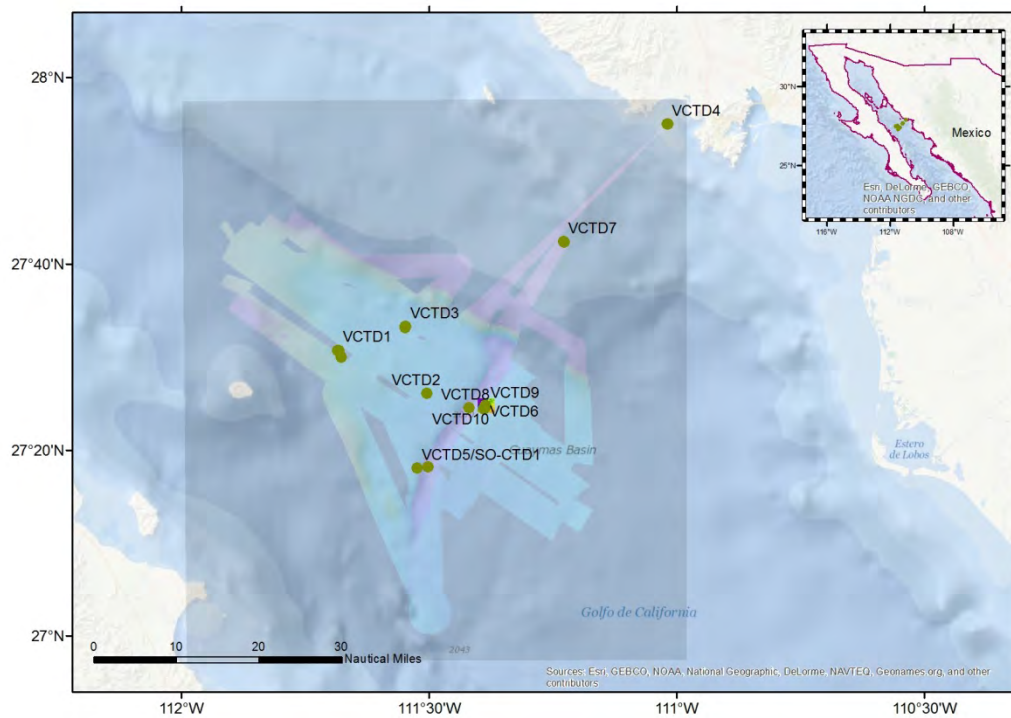 28°N
27°40'N
27°20'N
27°N
112°W
111°30'W
111°W
110°30'W
VCTD4
VCTD7
VCTD3
VCTD1
VCTD2
VCTD8
VCTD9
VCTD10
VCTD6
VCTD5/SO-CTD1
Guaymas Basin
Estero
de Lobos
Golfo de California
2043
0
10
20
30
Nautical Miles
Sources: Esri, GEBCO, NOAA, National Geographic, DeLorme, NAVTEQ, Geonames.org, and other
contributors
30°N
25°N
116°W
112°W
108°W
Mexico
Esri, DeLorme, GEBCO,
NOAA NGDC, and other
contributors